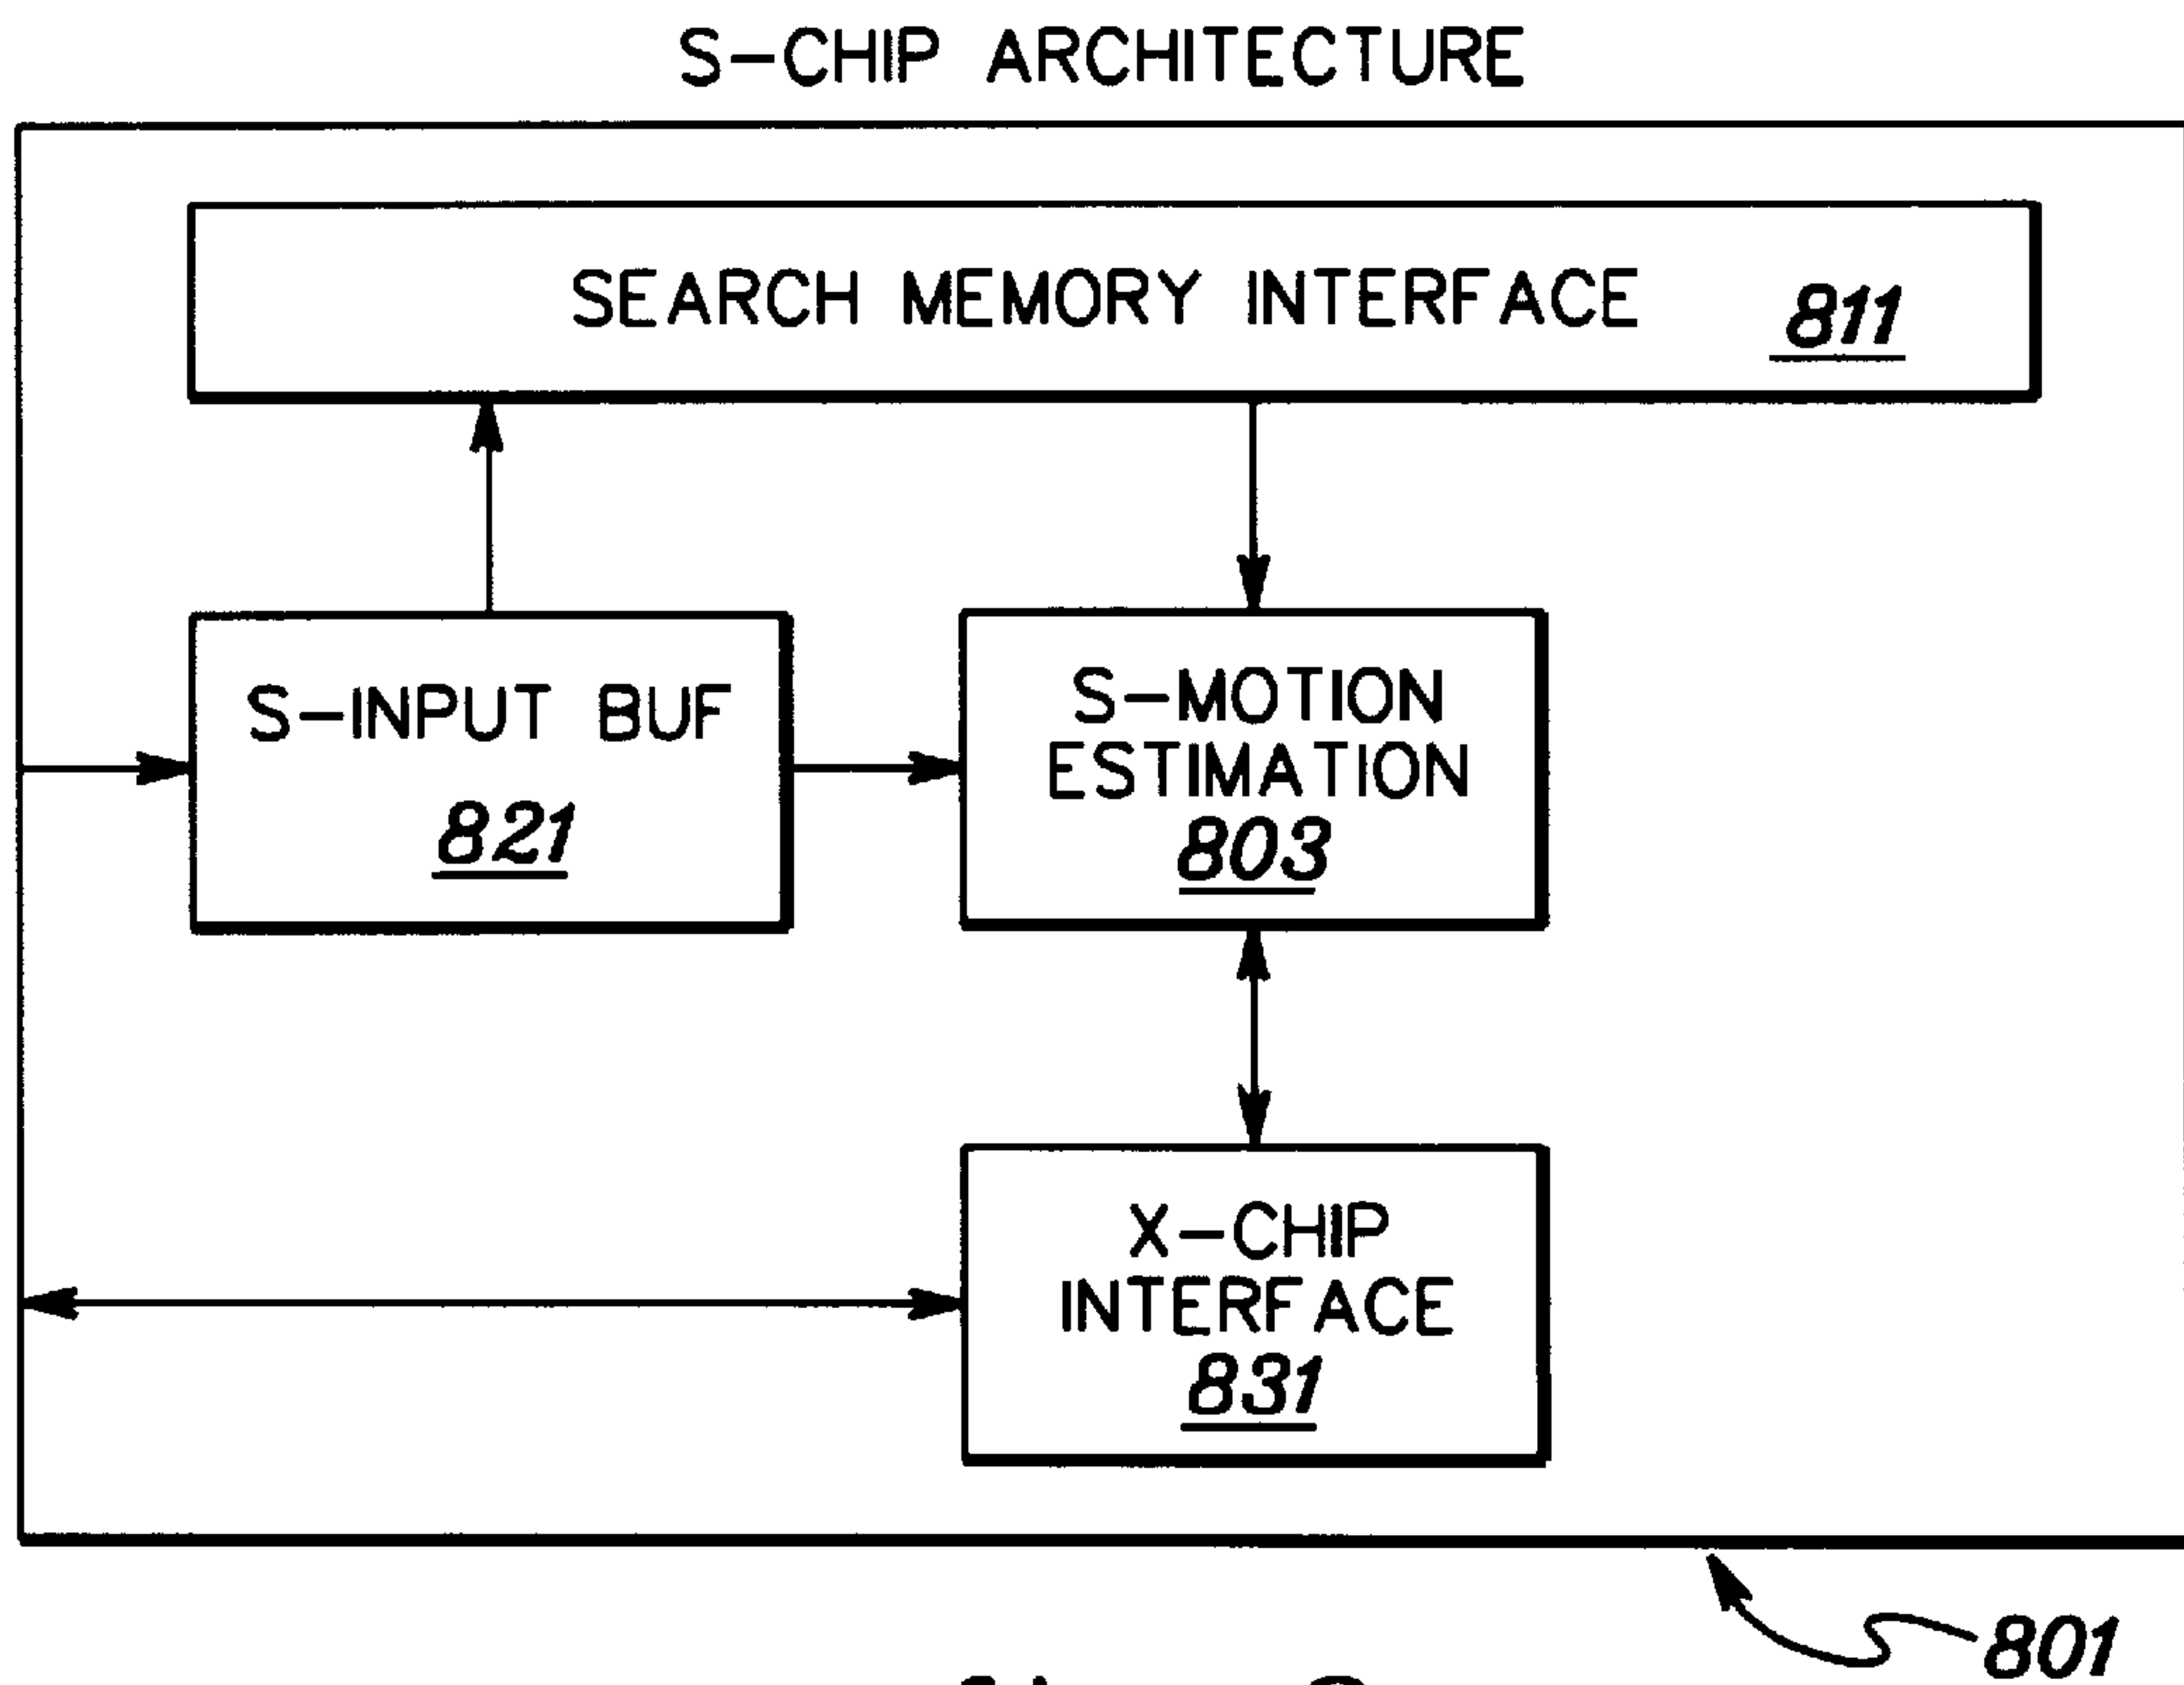 S-CHIP ARCHITECTURE
SEARCH MEMORY INTERFACE 811
S-INPUT BUF
821
S-MOTION
ESTIMATION
803
X-CHIP
INTERFACE
831
801